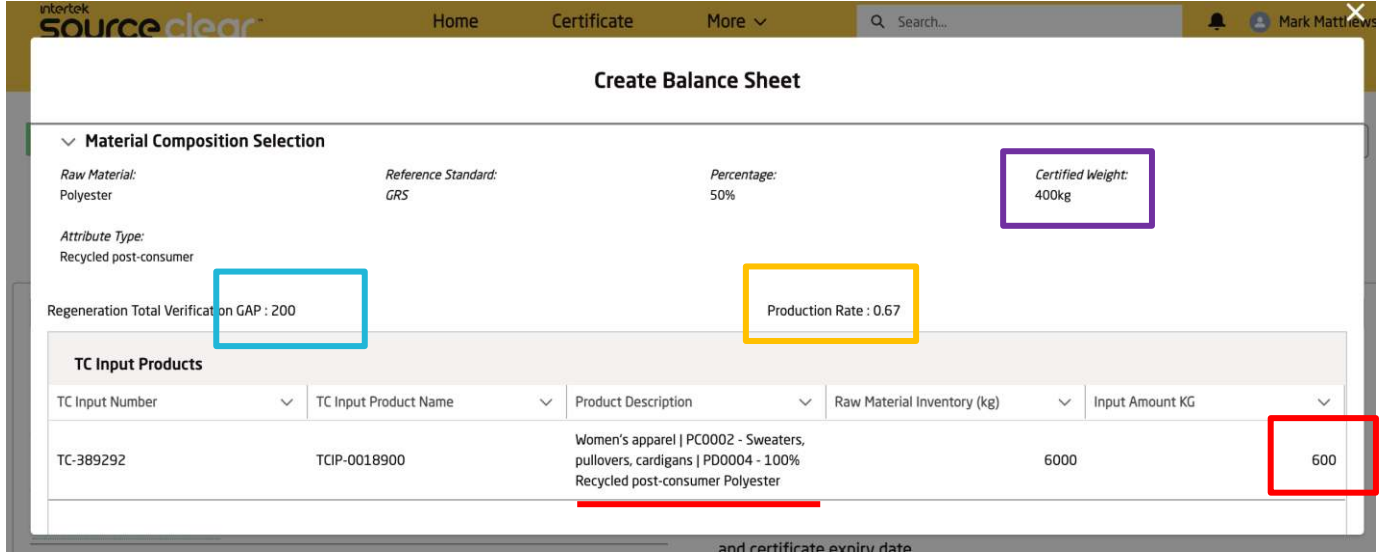 intertek
sourceclear™ Home Certificate More Search... Mark Matthews
Create Balance Sheet
Material Composition Selection
Raw Material: Reference Standard: Percentage: Certified Weight:
Polyester GRS 50% 400kg
Attribute Type:
Recycled post-consumer
Regeneration Total Verification GAP : 200 Production Rate : 0.67
TC Input Products
TC Input Number TC Input Product Name Product Description Raw Material Inventory (kg) Input Amount KG
Women's apparel | PC0002 - Sweaters,
TC-389292 TCIP-0018900 pullovers, cardigans | PD0004 - 100% 6000 600
Recycled post-consumer Polyester
and certificate expiry date